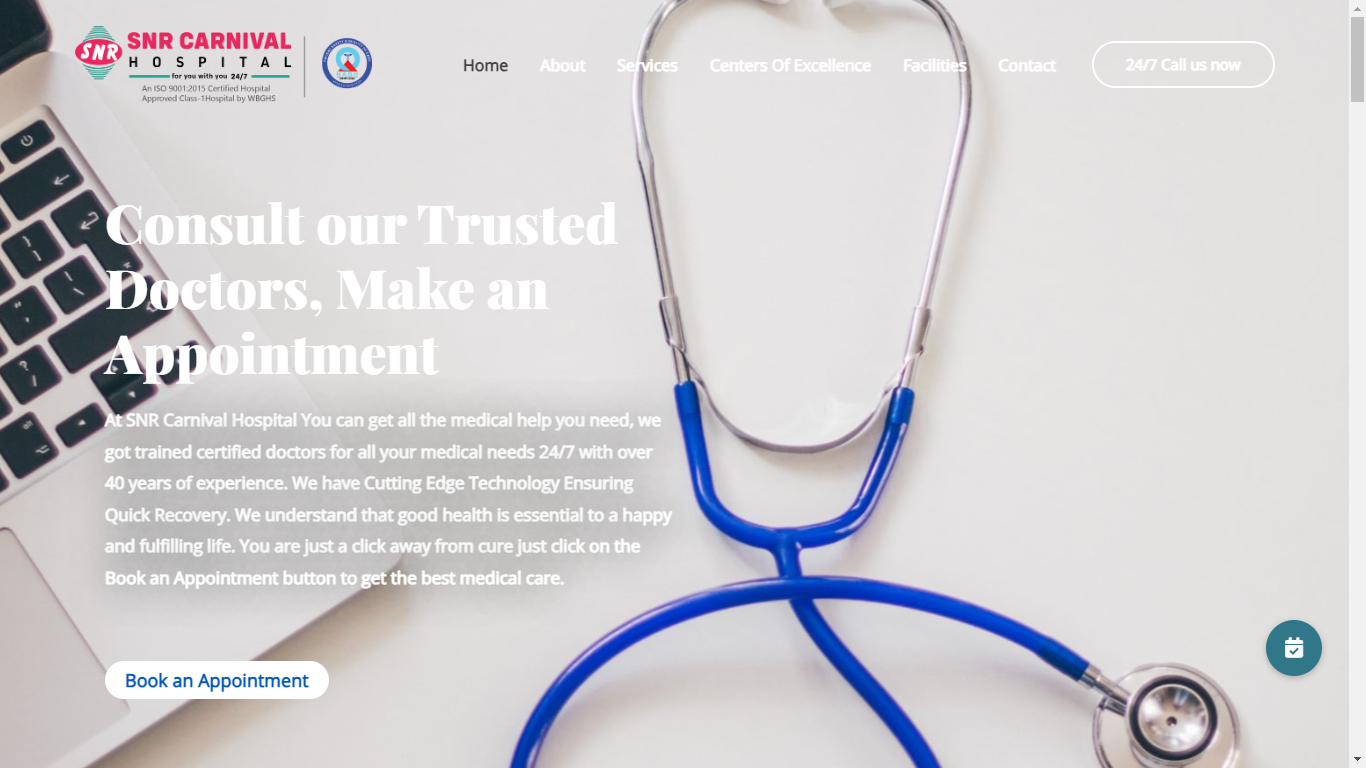 SNR
SNR CARNIVAL
HOSPITAL
for you with you 24/7
An ISO 9001:2015 Certified Hospital
Approved Class-1Hospital by WBGHS
Home About Services Centers Of Excellence Facilities Contact 24/7 Call us now
Consult our Trusted
Doctors, Make an
Appointment
At SNR Carnival Hospital You can get all the medical help you need, we
got trained certified doctors for all your medical needs 24/7 with over
40 years of experience. We have Cutting Edge Technology Ensuring
Quick Recovery. We understand that good health is essential to a happy
and fulfilling life. You are just a click away from cure just click on the
Book an Appointment button to get the best medical care.
Book an Appointment